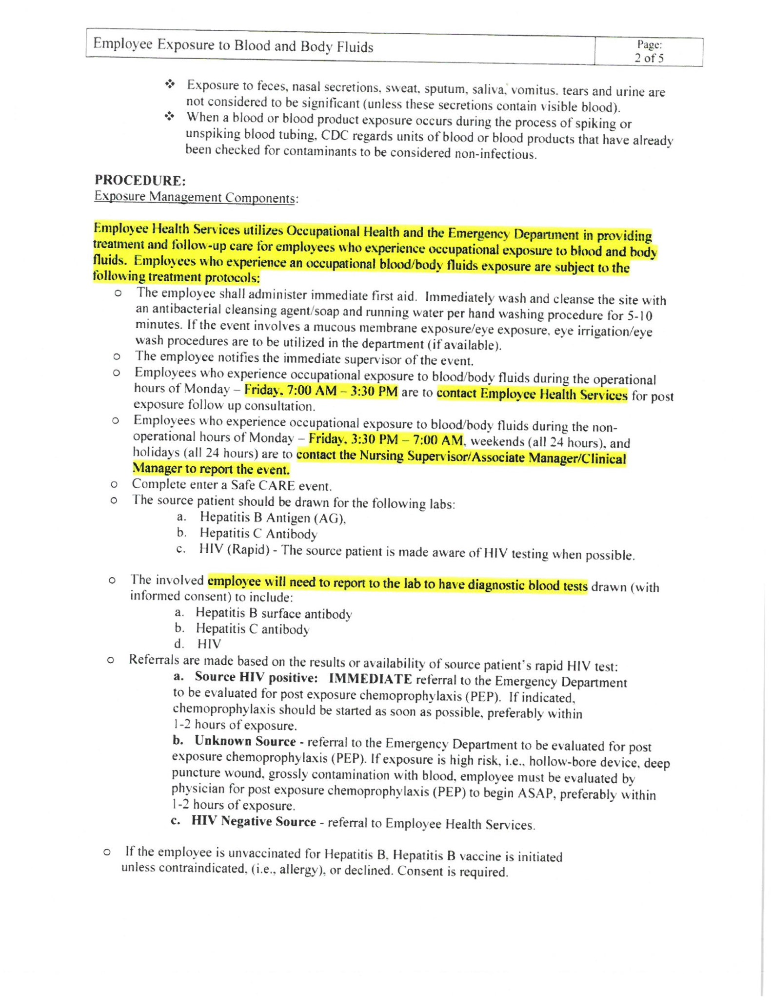 Employee Exposure to Blood and Body Fluids
Page:
2 of 5
❖ Exposure to feces, nasal secretions, sweat, sputum, saliva, vomitus, tears and urine are
not considered to be significant (unless these secretions contain visible blood).
❖ When a blood or blood product exposure occurs during the process of spiking or
unspiking blood tubing, CDC regards units of blood or blood products that have already
been checked for contaminants to be considered non-infectious.
PROCEDURE:
Exposure Management Components:
Employee Health Services utilizes Occupational Health and the Emergency Department in providing
treatment and follow-up care for employees who experience occupational exposure to blood and body
fluids. Employees who experience an occupational blood/body fluids exposure are subject to the
following treatment protocols:
o The employee shall administer immediate first aid. Immediately wash and cleanse the site with
an antibacterial cleansing agent/soap and running water per hand washing procedure for 5-10
minutes. If the event involves a mucous membrane exposure/eye exposure, eye irrigation/eye
wash procedures are to be utilized in the department (if available).
o The employee notifies the immediate supervisor of the event.
o Employees who experience occupational exposure to blood/body fluids during the operational
hours of Monday – Friday, 7:00 AM – 3:30 PM are to contact Employee Health Services for post
exposure follow up consultation.
o Employees who experience occupational exposure to blood/body fluids during the non-
operational hours of Monday – Friday, 3:30 PM – 7:00 AM, weekends (all 24 hours), and
holidays (all 24 hours) are to contact the Nursing Supervisor/Associate Manager/Clinical
Manager to report the event.
o Complete enter a Safe CARE event.
o The source patient should be drawn for the following labs:
a. Hepatitis B Antigen (AG),
b. Hepatitis C Antibody
c. HIV (Rapid) - The source patient is made aware of HIV testing when possible.
o The involved employee will need to report to the lab to have diagnostic blood tests drawn (with
informed consent) to include:
a. Hepatitis B surface antibody
b. Hepatitis C antibody
d. HIV
o Referrals are made based on the results or availability of source patient's rapid HIV test:
a. Source HIV positive: IMMEDIATE referral to the Emergency Department
to be evaluated for post exposure chemoprophylaxis (PEP). If indicated,
chemoprophylaxis should be started as soon as possible, preferably within
1-2 hours of exposure.
b. Unknown Source - referral to the Emergency Department to be evaluated for post
exposure chemoprophylaxis (PEP). If exposure is high risk, i.e., hollow-bore device, deep
puncture wound, grossly contamination with blood, employee must be evaluated by
physician for post exposure chemoprophylaxis (PEP) to begin ASAP, preferably within
1-2 hours of exposure.
c. HIV Negative Source - referral to Employee Health Services.
o If the employee is unvaccinated for Hepatitis B, Hepatitis B vaccine is initiated
unless contraindicated, (i.e., allergy), or declined. Consent is required.